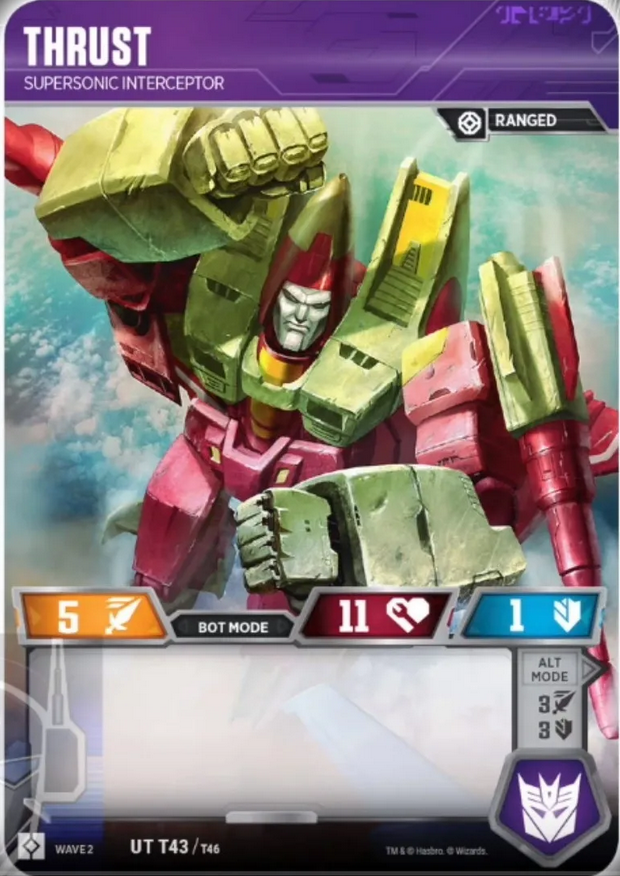 THRUST
SUPERSONIC INTERCEPTOR
RANGED
5
BOT MODE
11
1
ALT
MODE
3
3
WAVE 2
UT T43 / T46
TM & © Hasbro. © Wizards.